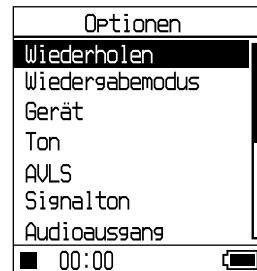 Optionen
Wiederholen
Wiedergabemodus
Gerät
Ton
AVLS
Signalton
Audioausgang
00:00